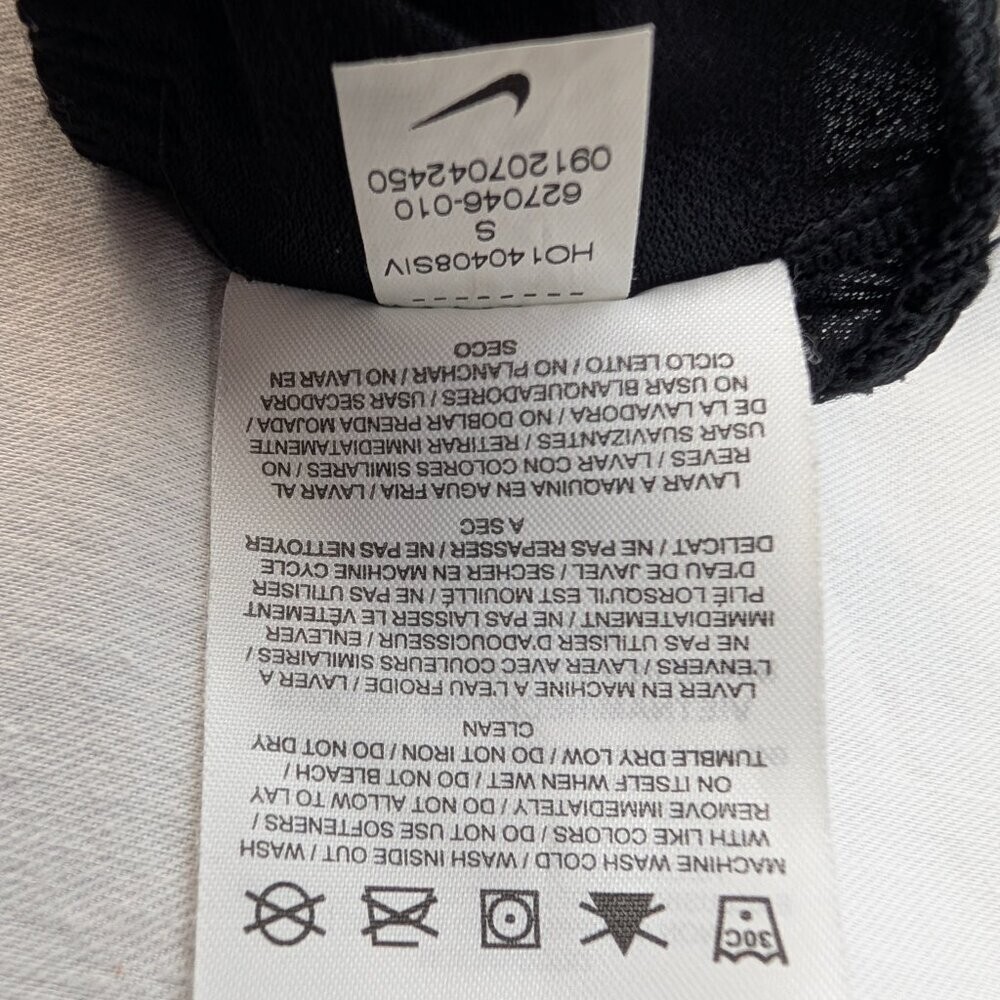 30C
MACHINE WASH COLD / WASH INSIDE OUT / WASH
WITH LIKE COLORS / DO NOT USE SOFTENERS /
REMOVE IMMEDIATELY / DO NOT ALLOW TO LAY
ON ITSELF WHEN WET / DO NOT BLEACH /
TUMBLE DRY LOW / DO NOT IRON / DO NOT DRY
CLEAN
LAVER EN MACHINE A L'EAU FROIDE / LAVER A
L'ENVERS / LAVER AVEC COULEURS SIMILAIRES /
NE PAS UTILISER D'ADOUCISSEUR / ENLEVER
IMMEDIATEMENT / NE PAS LAISSER LE VÊTEMENT
PLIÉ LORSQU'IL EST MOUILLÉ / NE PAS UTILISER
D'EAU DE JAVEL / SECHER EN MACHINE CYCLE
DELICAT / NE PAS REPASSER / NE PAS NETTOYER
A SEC
LAVAR A MAQUINA EN AGUA FRIA / LAVAR AL
REVES / LAVAR CON COLORES SIMILARES / NO
USAR SUAVIZANTES / RETIRAR IMMEDIATAMENTE
DE LA LAVADORA / NO DOBLAR PRENDA MOJADA /
NO USAR BLANQUEADORES / USAR SECADORA
CICLO LENTO / NO PLANCHAR / NO LAVAR EN
SECO
HO140408SIV
S
627046-010
091207042450